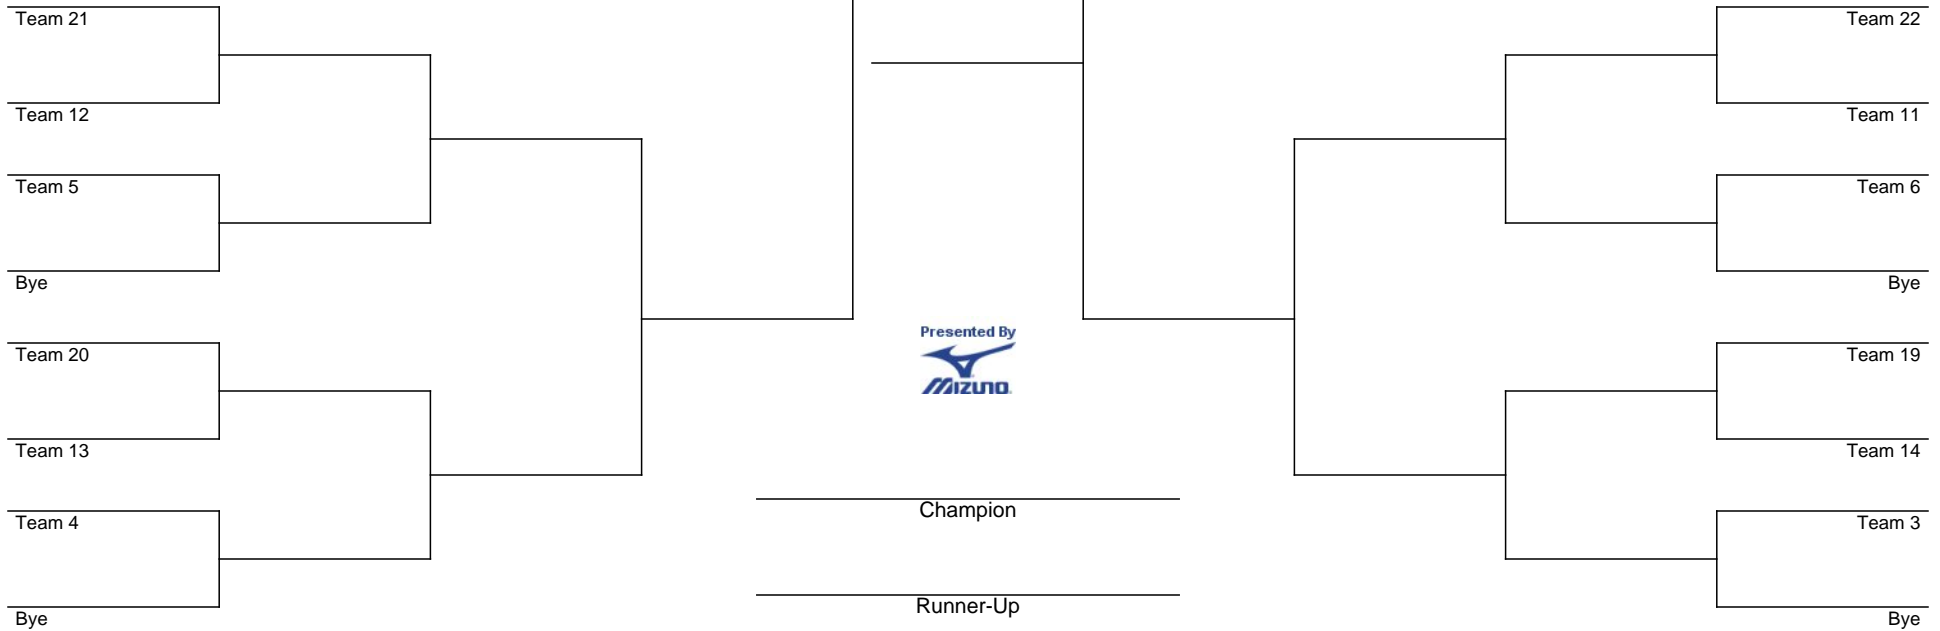 Team 21
Team 22
Team 12
Team 11
Team 5
Team 6
Bye
Bye
Presented By
MIZUNO
Team 20
Team 19
Team 13
Team 14
Champion
Team 4
Team 3
Runner-Up
Bye
Bye